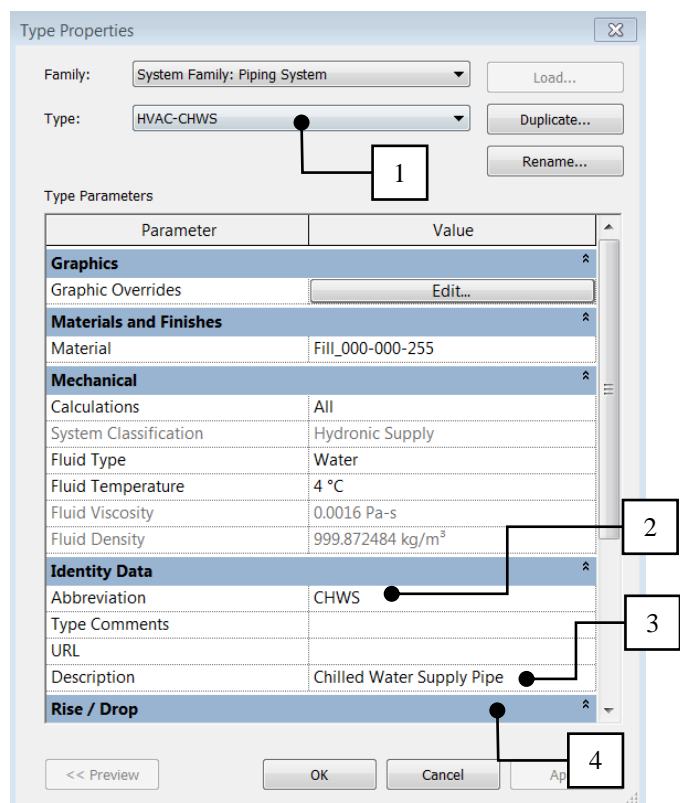 Type Properties
Family: System Family: Piping System Load...
Type: HVAC-CHWS Duplicate...
1
Rename...
Type Parameters
Parameter Value
Graphics
Graphic Overrides Edit...
Materials and Finishes
Material Fill_000-000-255
Mechanical
Calculations All
System Classification Hydronic Supply
Fluid Type Water
Fluid Temperature 4 °C
Fluid Viscosity 0.0016 Pa-s
2
Fluid Density 999.872484 kg/m³
Identity Data
Abbreviation CHWS
Type Comments
3
URL
Description Chilled Water Supply Pipe
Rise / Drop
4
<< Preview OK Cancel Ap